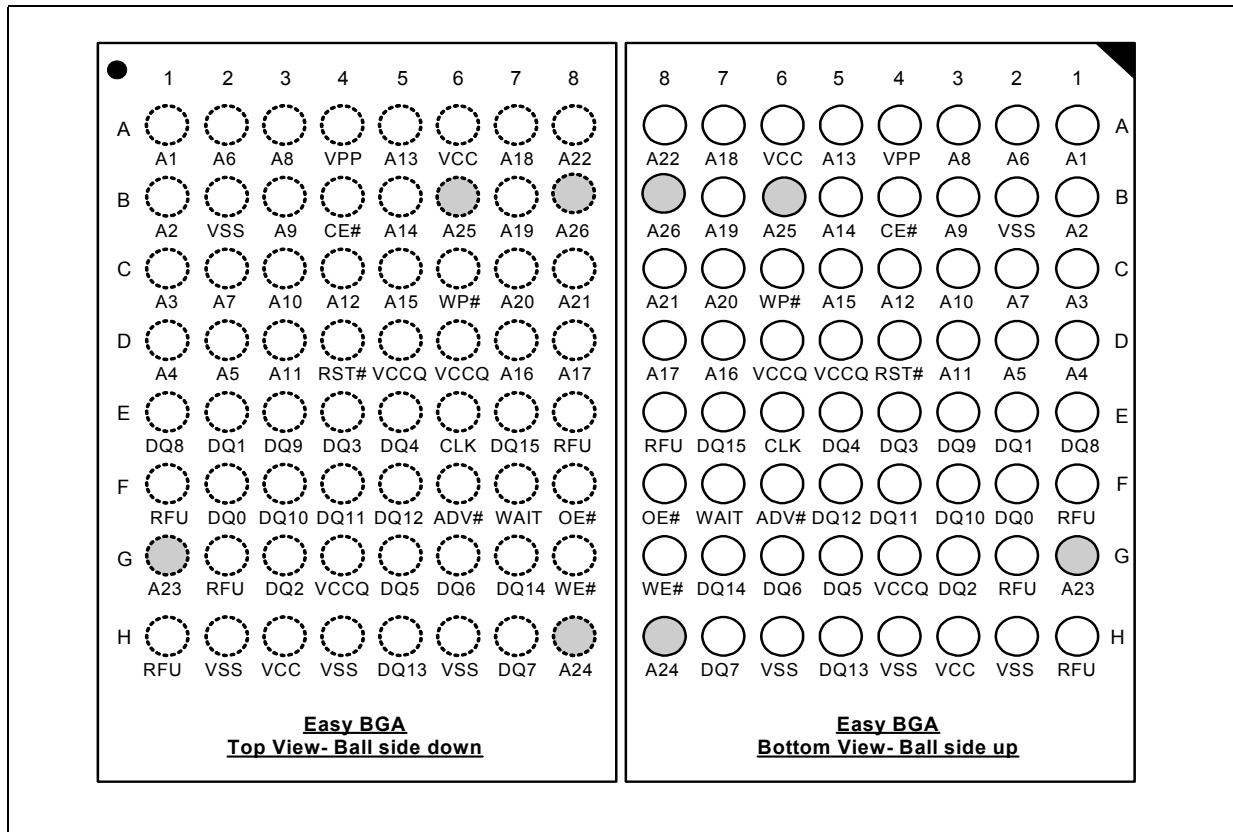 1 2 3 4 5 6 7 8
A
A1 A6 A8 VPP A13 VCC A18 A22
B
A2 VSS A9 CE# A14 A25 A19 A26
C
A3 A7 A10 A12 A15 WP# A20 A21
D
A4 A5 A11 RST# VCCQ VCCQ A16 A17
E
DQ8 DQ1 DQ9 DQ3 DQ4 CLK DQ15 RFU
F
RFU DQ0 DQ10 DQ11 DQ12 ADV# WAIT OE#
G
A23 RFU DQ2 VCCQ DQ5 DQ6 DQ14 WE#
H
RFU VSS VCC VSS DQ13 VSS DQ7 A24
Easy BGA
Top View- Ball side down
8 7 6 5 4 3 2 1
A
A22 A18 VCC A13 VPP A8 A6 A1
B
A26 A19 A25 A14 CE# A9 VSS A2
C
A21 A20 WP# A15 A12 A10 A7 A3
D
A17 A16 VCCQ VCCQ RST# A11 A5 A4
E
RFU DQ15 CLK DQ4 DQ3 DQ9 DQ1 DQ8
F
OE# WAIT ADV# DQ12 DQ11 DQ10 DQ0 RFU
G
WE# DQ14 DQ6 DQ5 VCCQ DQ2 RFU A23
H
A24 DQ7 VSS DQ13 VSS VCC VSS RFU
Easy BGA
Bottom View- Ball side up